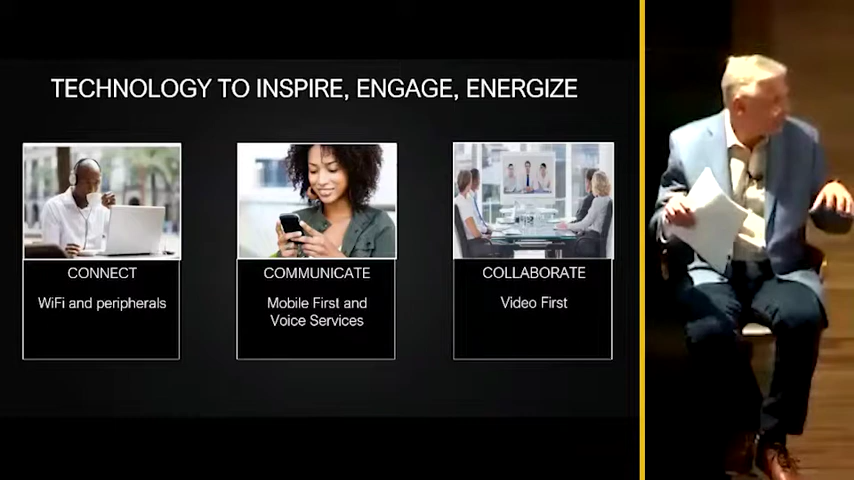 TECHNOLOGY TO INSPIRE, ENGAGE, ENERGIZE
CONNECT
WiFi and peripherals
COMMUNICATE
Mobile First and
Voice Services
COLLABORATE
Video First